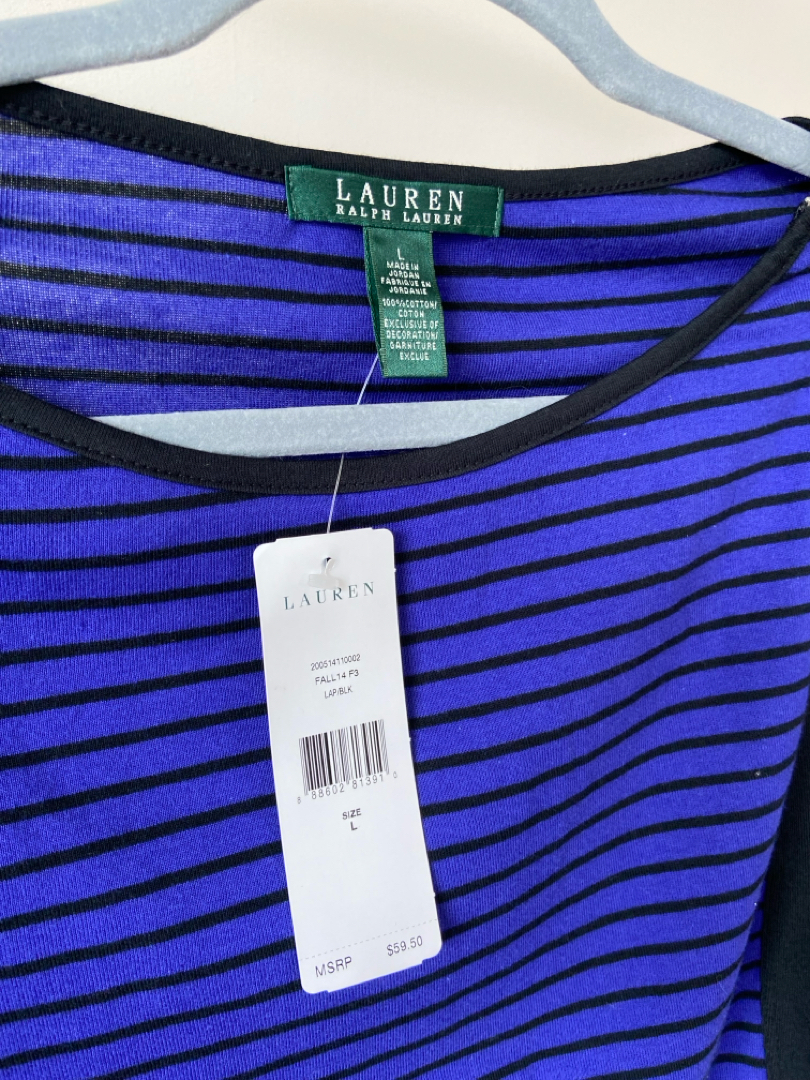 LAUREN
RALPH LAUREN
L
MADE IN
JORDAN
FABRIQUE EN
JORDANIE
100%COTTON/
COTON
EXCLUSIVE OF
DECORATION/
GARNITURE
EXCLUE
LAUREN
200514110002
FALL14 F3
LAP/BLK
8 88602 81391 0
SIZE
L
MSRP $59.50